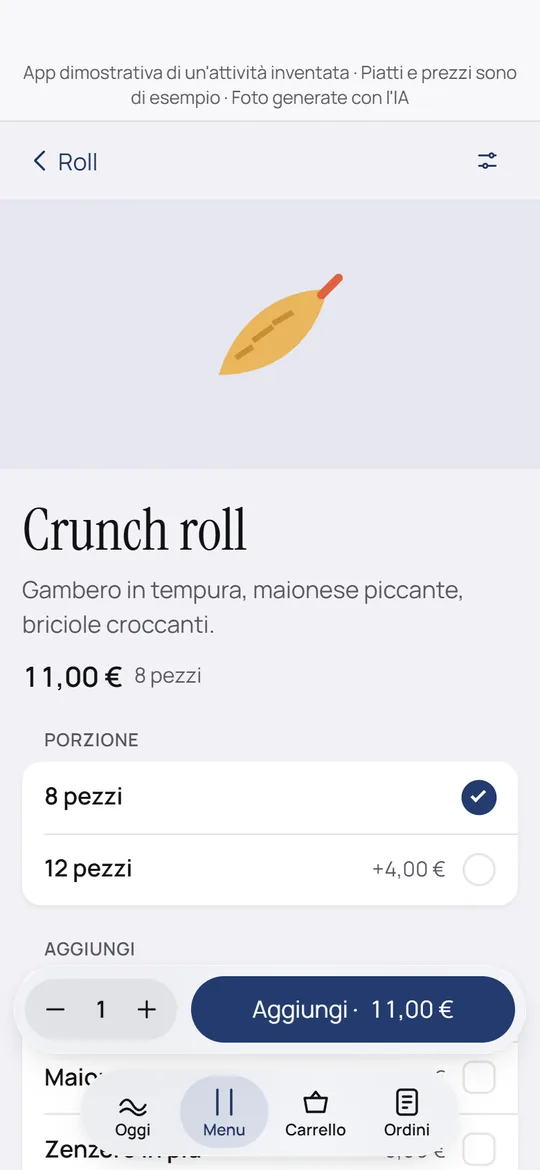 App dimostrativa di un'attività inventata · Piatti e prezzi sono
di esempio · Foto generate con l'IA
Roll
Crunch roll
Gambero in tempura, maionese piccante,
briciole croccanti.
11,00 € 8 pezzi
PORZIONE
8 pezzi
12 pezzi +4,00 €
AGGIUNGI
1 Aggiungi · 11,00 €
Oggi Menu Carrello Ordini